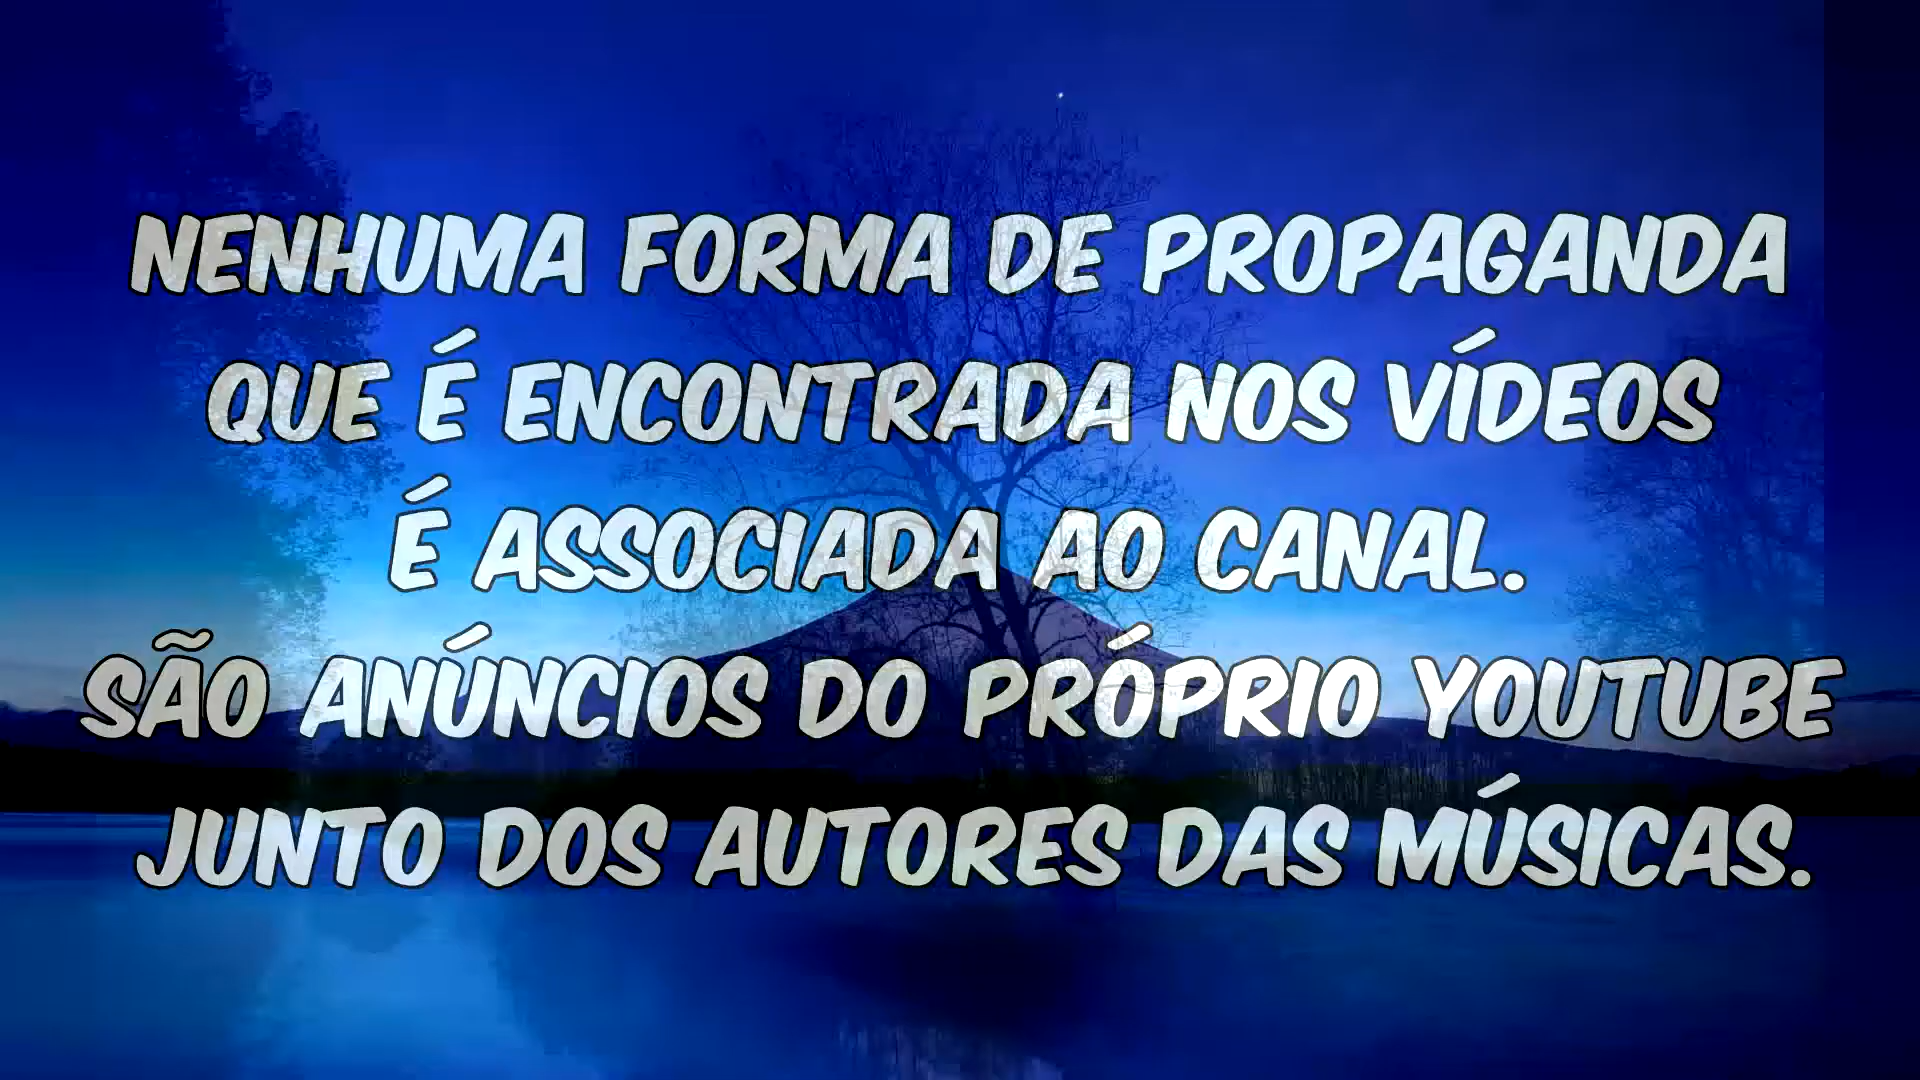 NENHUMA FORMA DE PROPAGANDA
QUE É ENCONTRADA NOS VÍDEOS
É ASSOCIADA AO CANAL.
SÃO ANÚNCIOS DO PRÓPRIO YOUTUBE
JUNTO DOS AUTORES DAS MÚSICAS.